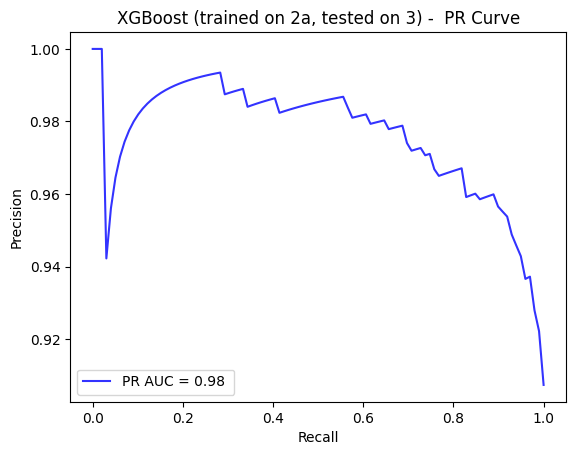 XGBoost (trained on 2a, tested on 3) -  PR Curve
1.00
0.98
0.96
0.94
0.92
Precision
PR AUC = 0.98
0.0 0.2 0.4 0.6 0.8 1.0
Recall